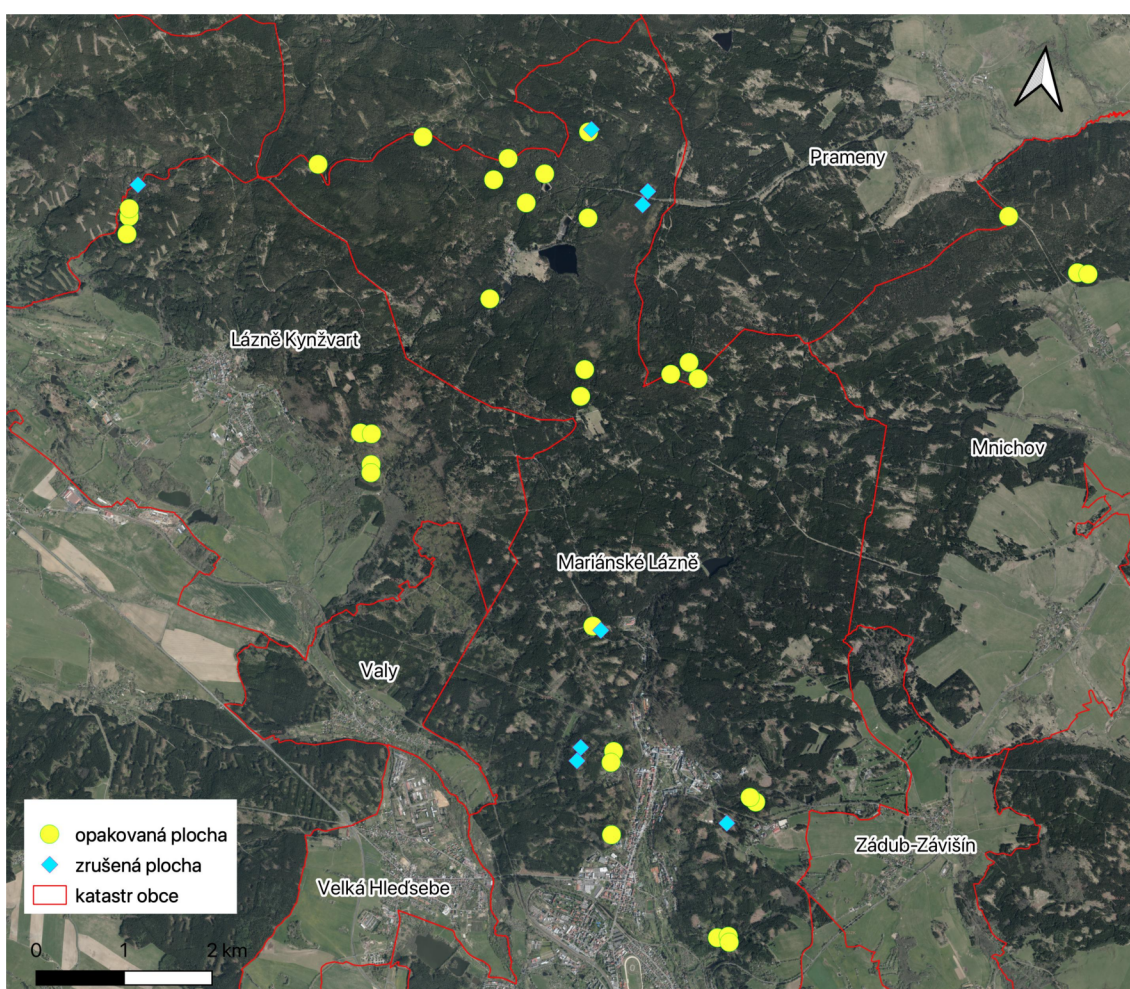 Prameny
Lázně Kynžvart
Mnichov
Mariánské Lázně
Valy
Zádub-Závišín
Velká Hleďsebe
opakovaná plocha
zrušená plocha
katastr obce
0 1 2 km